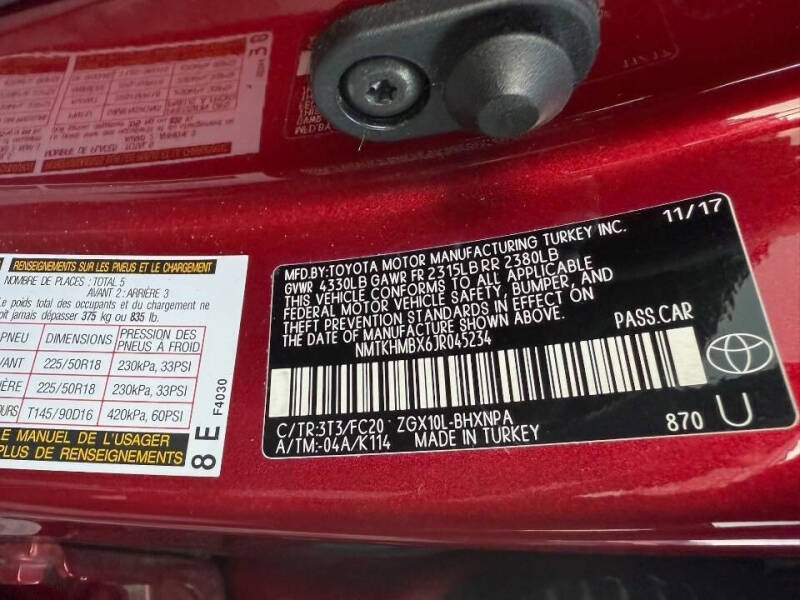 RENSEIGNEMENTS SUR LES PNEUS ET LE CHARGEMENT
NOMBRE DE PLACES: TOTAL 5
AVANT 2: ARRIÈRE 3
Le poids total des occupants et du chargement ne
doit jamais dépasser 375 kg ou 835 lb.
PNEU DIMENSIONS PRESSION DES PNEUS À FROID
AVANT 225/50R18 230kPa, 33PSI
225/50R18 230kPa, 33PSI
T145/90D16 420kPa, 60PSI
LE MANUEL DE L'USAGER
PLUS DE RENSEIGNEMENTS
8 E F4030
11/17
MFD.BY:TOYOTA MOTOR MANUFACTURING TURKEY INC.
GVWR 4330LB GAWR FR 2315LB RR 2380LB
THIS VEHICLE CONFORMS TO ALL APPLICABLE
FEDERAL MOTOR VEHICLE SAFETY, BUMPER, AND
THEFT PREVENTION STANDARDS IN EFFECT ON
THE DATE OF MANUFACTURE SHOWN ABOVE.
NMTKHMBX6JR045234 PASS.CAR
C/TR:3T3/FC20 ZGX10L-BHXNPA
A/TM:-04A/K114 MADE IN TURKEY
870 U